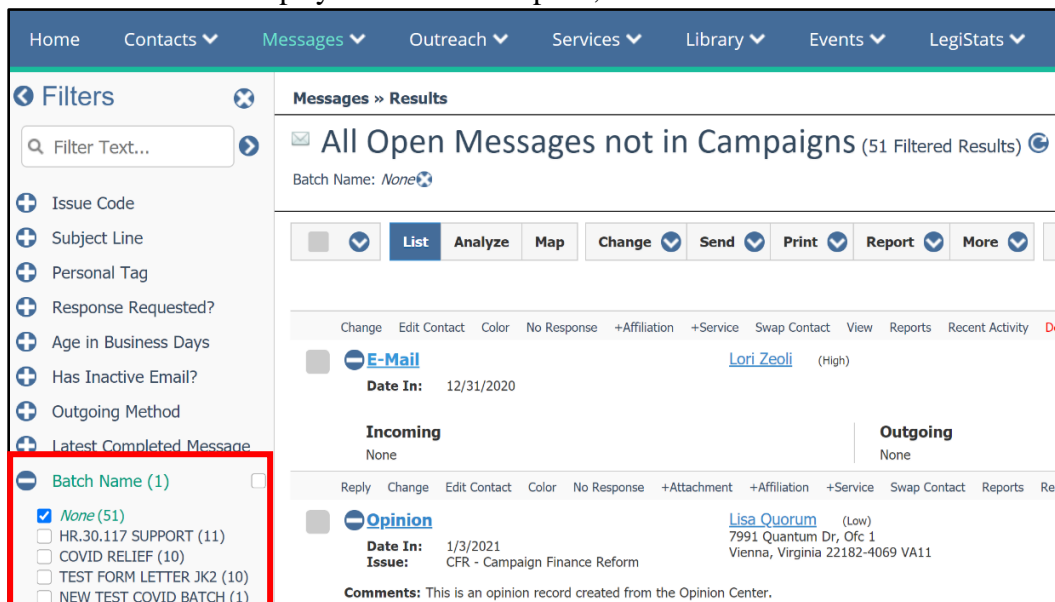 Home Contacts Messages Outreach Services Library Events LegiStats
Filters
Filter Text...
Issue Code
Subject Line
Personal Tag
Response Requested?
Age in Business Days
Has Inactive Email?
Outgoing Method
Latest Completed Message
Batch Name (1)
None (51)
HR.30.117 SUPPORT (11)
COVID RELIEF (10)
TEST FORM LETTER JK2 (10)
NEW TEST COVID BATCH (1)
Messages » Results
All Open Messages not in Campaigns (51 Filtered Results)
Batch Name: None
List Analyze Map Change Send Print Report More
Change Edit Contact Color No Response +Affiliation +Service Swap Contact View Reports Recent Activity
E-Mail Lori Zeoli (High)
Date In: 12/31/2020
Incoming Outgoing
None None
Reply Change Edit Contact Color No Response +Attachment +Affiliation +Service Swap Contact Reports
Opinion Lisa Quorum (Low)
7991 Quantum Dr, Ofc 1
Date In: 1/3/2021 Vienna, Virginia 22182-4069 VA11
Issue: CFR - Campaign Finance Reform
Comments: This is an opinion record created from the Opinion Center.